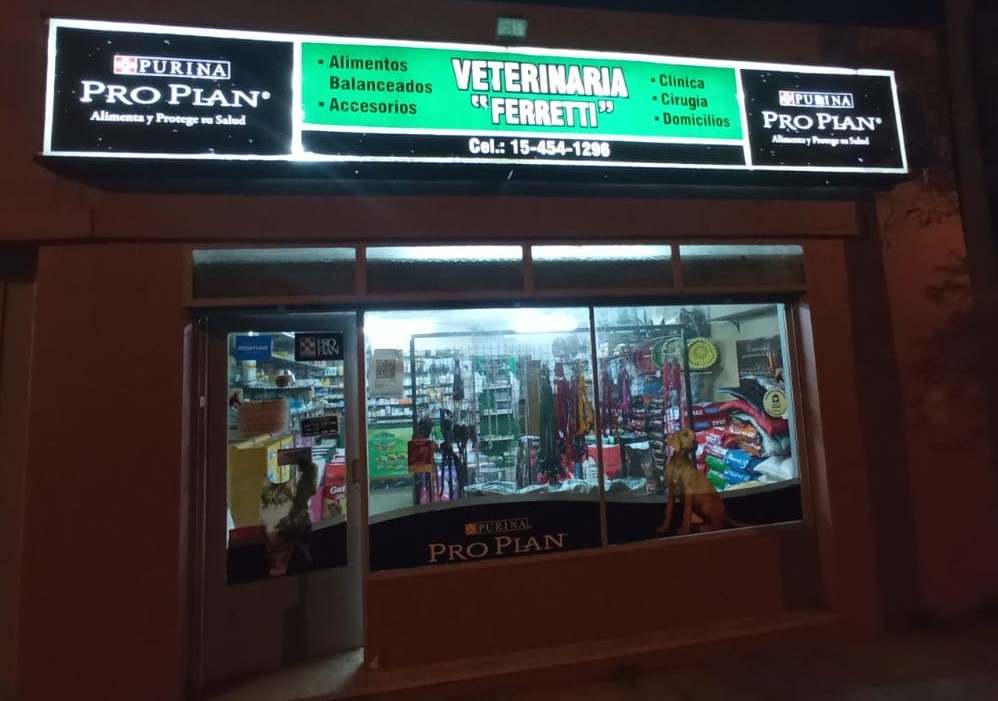 PURINA
PRO PLAN®
Alimenta y Protege su Salud
▪ Alimentos
Balanceados
▪ Accesorios
VETERINARIA
"FERRETTI"
▪ Clínica
▪ Cirugía
▪ Domicilios
Cel.: 15-454-1296
PURINA
PRO PLAN®
Alimenta y Protege su Salud
FRONTLINE
PRO
PLAN
PURINA
PRO PLAN